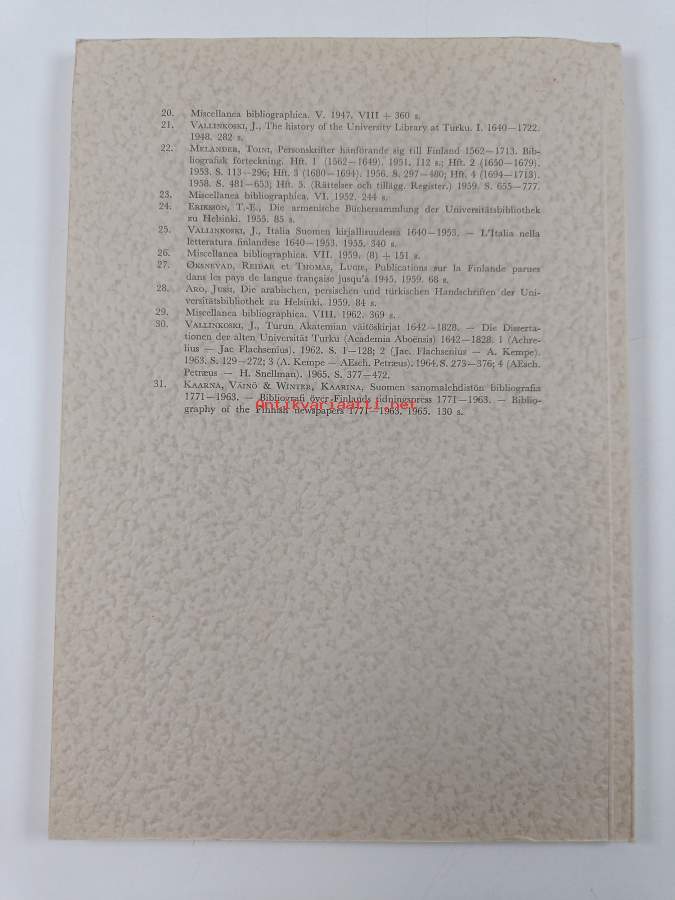 20. Miscellanea bibliographica. V. 1947. VIII + 360 s.
21. VALLINKOSKI, J., The history of the University Library at Turku. I. 1640—1722.
1948. 282 s.
22. MELANDER, TOINI, Personskrifter hänförande sig till Finland 1562—1713. Bib-
liografisk förteckning. Hft. 1 (1562—1649). 1951. 112 s.; Hft. 2 (1650—1679).
1953. S. 113—296; Hft. 3 (1680—1694). 1956. S. 297—480; Hft. 4 (1694—1713).
1958. S. 481—653; Hft. 5. (Rättelser och tillägg. Register.) 1959. S. 655—777.
23. Miscellanea bibliographica. VI. 1952. 244 s.
24. ERIKSSON, T.-E., Die armenische Büchersammlung der Universitätsbibliothek
zu Helsinki. 1955. 85 s.
25. VALLINKOSKI, J., Italia Suomen kirjallisuudessa 1640—1953. — L'Italia nella
letteratura finlandese 1640—1953. 1955. 340 s.
26. Miscellanea bibliographica. VII. 1959. (8) + 151 s.
27. ØKSNEVAD, REIDAR et THOMAS, LUCIE, Publications sur la Finlande parues
dans les pays de langue française jusqu'à 1945. 1959. 68 s.
28. ARO, JUSSI, Die arabischen, persischen und türkischen Handschriften der Uni-
versitätsbibliothek zu Helsinki. 1959. 84 s.
29. Miscellanea bibliographica. VIII. 1962. 369 s.
30. VALLINKOSKI, J., Turun Akatemian väitöskirjat 1642—1828. — Die Disserta-
tionen der alten Universität Turku (Academia Aboënsis) 1642—1828. 1 (Achre-
lius — Jac Flachsenius). 1962. S. 1—128; 2 (Jac. Flachsenius — A. Kempe).
1963. S. 129—272; 3 (A. Kempe — AEsch. Petræus). 1964. S. 273—376; 4 (AEsch.
Petræus — H. Snellman). 1965. S. 377—472.
31. KAARNA, VÄINÖ & WINTER, KAARINA, Suomen sanomalehdistön bibliografia
1771—1963. — Bibliografi över Finlands tidningspress 1771—1963. — Biblio-
graphy of the Finnish newspapers 1771—1963. 1965. 130 s.
Antikvariaatti.net